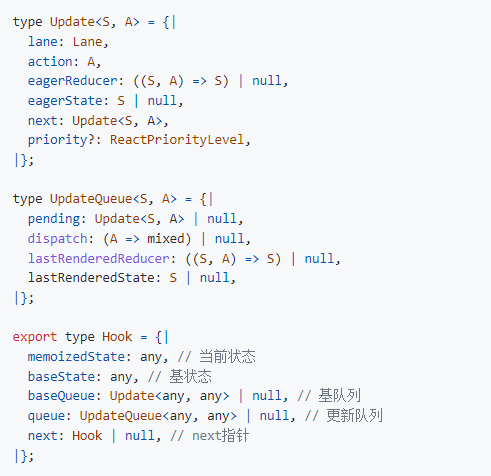 type Update<S, A> = {|
  lane: Lane,
  action: A,
  eagerReducer: ((S, A) => S) | null,
  eagerState: S | null,
  next: Update<S, A>,
  priority?: ReactPriorityLevel,
|};

type UpdateQueue<S, A> = {|
  pending: Update<S, A> | null,
  dispatch: (A => mixed) | null,
  lastRenderedReducer: ((S, A) => S) | null,
  lastRenderedState: S | null,
|};

export type Hook = {|
  memoizedState: any, // 当前状态
  baseState: any, // 基状态
  baseQueue: Update<any, any> | null, // 基队列
  queue: UpdateQueue<any, any> | null, // 更新队列
  next: Hook | null, // next指针
|};